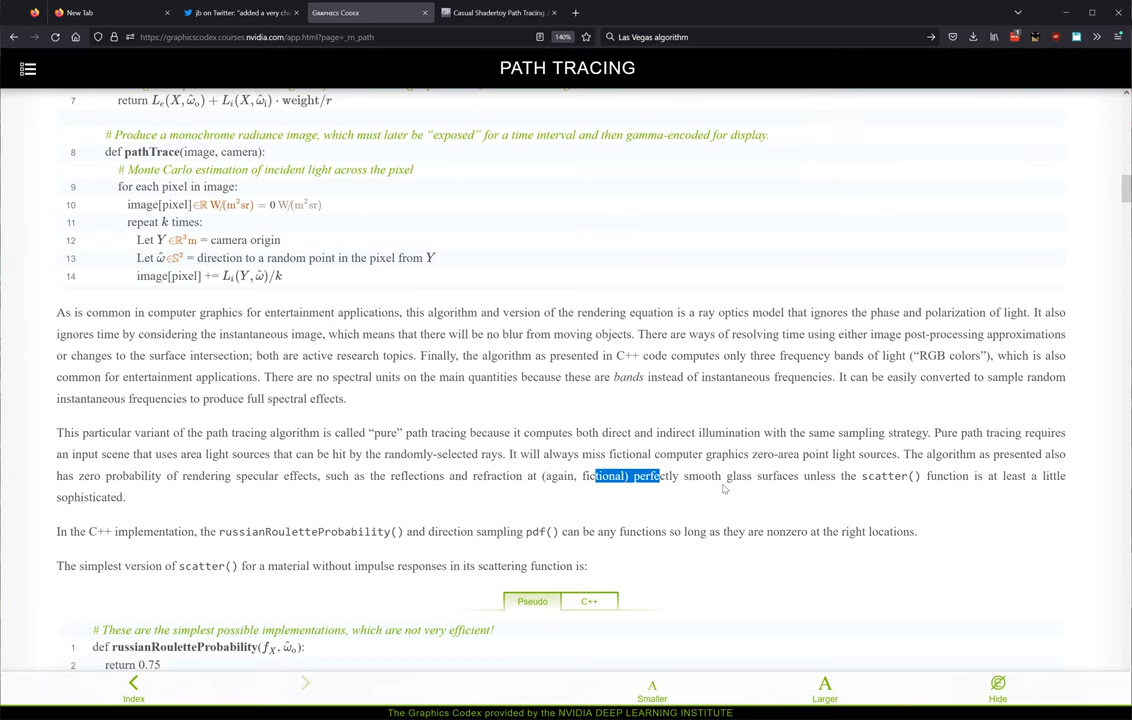 New Tab
jb on Twitter: "added a very che
Graphics Codex
Casual Shadertoy Path Tracing
https://graphicscodex.courses.nvidia.com/app.html?page=_rn_path
140%
Las Vegas algorithm
PATH TRACING
7 return Lₑ(X, ω̂ₒ) + Lᵢ(X, ω̂ᵢ) · weight/r
# Produce a monochrome radiance image, which must later be “exposed” for a time interval and then gamma-encoded for display.
8 def pathTrace(image, camera):
# Monte Carlo estimation of incident light across the pixel
9 for each pixel in image:
10 image[pixel]∈ℝ W/(m²sr) = 0 W/(m²sr)
11 repeat k times:
12 Let Y ∈ℝ³m = camera origin
13 Let ω̂ ∈𝕊² = direction to a random point in the pixel from Y
14 image[pixel] += Lᵢ(Y, ω̂)/k
As is common in computer graphics for entertainment applications, this algorithm and version of the rendering equation is a ray optics model that ignores the phase and polarization of light. It also
ignores time by considering the instantaneous image, which means that there will be no blur from moving objects. There are ways of resolving time using either image post-processing approximations
or changes to the surface intersection; both are active research topics. Finally, the algorithm as presented in C++ code computes only three frequency bands of light (“RGB colors”), which is also
common for entertainment applications. There are no spectral units on the main quantities because these are bands instead of instantaneous frequencies. It can be easily converted to sample random
instantaneous frequencies to produce full spectral effects.
This particular variant of the path tracing algorithm is called “pure” path tracing because it computes both direct and indirect illumination with the same sampling strategy. Pure path tracing requires
an input scene that uses area light sources that can be hit by the randomly-selected rays. It will always miss fictional computer graphics zero-area point light sources. The algorithm as presented also
has zero probability of rendering specular effects, such as the reflections and refraction at (again, fictional) perfectly smooth glass surfaces unless the scatter() function is at least a little
sophisticated.
In the C++ implementation, the russianRouletteProbability() and direction sampling pdf() can be any functions so long as they are nonzero at the right locations.
The simplest version of scatter() for a material without impulse responses in its scattering function is:
Pseudo C++
# These are the simplest possible implementations, which are not very efficient!
1 def russianRouletteProbability(f_X, ω̂ₒ):
2 return 0.75
Index Smaller Larger Hide
The Graphics Codex provided by the NVIDIA DEEP LEARNING INSTITUTE